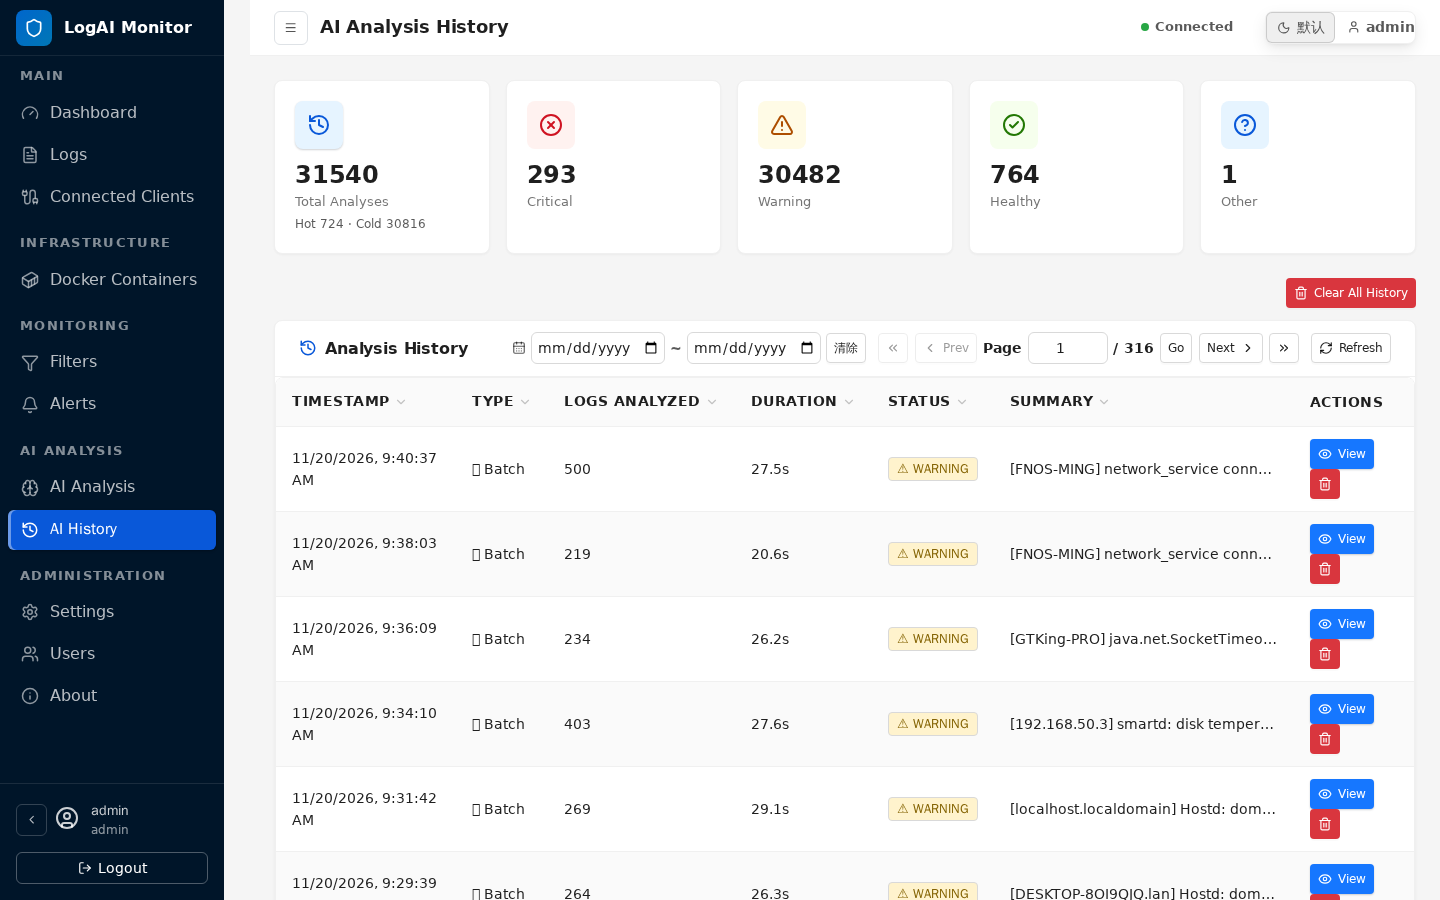 LogAI Monitor
MAIN
Dashboard
Logs
Connected Clients
INFRASTRUCTURE
Docker Containers
MONITORING
Filters
Alerts
AI ANALYSIS
AI Analysis
AI History
ADMINISTRATION
Settings
Users
About
admin
admin
Logout
AI Analysis History
Connected
默认
admin
31540
Total Analyses
Hot 724 · Cold 30816
293
Critical
30482
Warning
764
Healthy
1
Other
Clear All History
Analysis History
mm/dd/yyyy ~ mm/dd/yyyy 清除 « Prev Page 1 / 316 Go Next » Refresh
TIMESTAMP TYPE LOGS ANALYZED DURATION STATUS SUMMARY ACTIONS
11/20/2026, 9:40:37 AM Batch 500 27.5s ⚠ WARNING [FNOS-MING] network_service conn... View
11/20/2026, 9:38:03 AM Batch 219 20.6s ⚠ WARNING [FNOS-MING] network_service conn... View
11/20/2026, 9:36:09 AM Batch 234 26.2s ⚠ WARNING [GTKing-PRO] java.net.SocketTimeo... View
11/20/2026, 9:34:10 AM Batch 403 27.6s ⚠ WARNING [192.168.50.3] smartd: disk temper... View
11/20/2026, 9:31:42 AM Batch 269 29.1s ⚠ WARNING [localhost.localdomain] Hostd: dom... View
11/20/2026, 9:29:39 Batch 264 26.3s ⚠ WARNING [DESKTOP-8OI9QJQ.lan] Hostd: dom... View